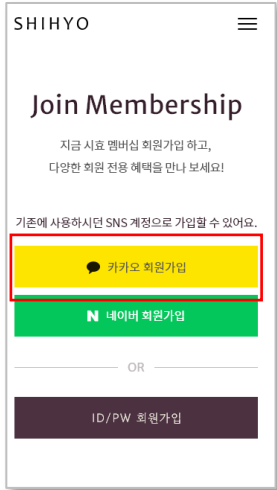 SHIHYO
Join Membership
지금 시효 멤버십 회원가입 하고,
다양한 회원 전용 혜택을 만나 보세요!
기존에 사용하시던 SNS 계정으로 가입할 수 있어요.
카카오 회원가입
N 네이버 회원가입
OR
ID/PW 회원가입